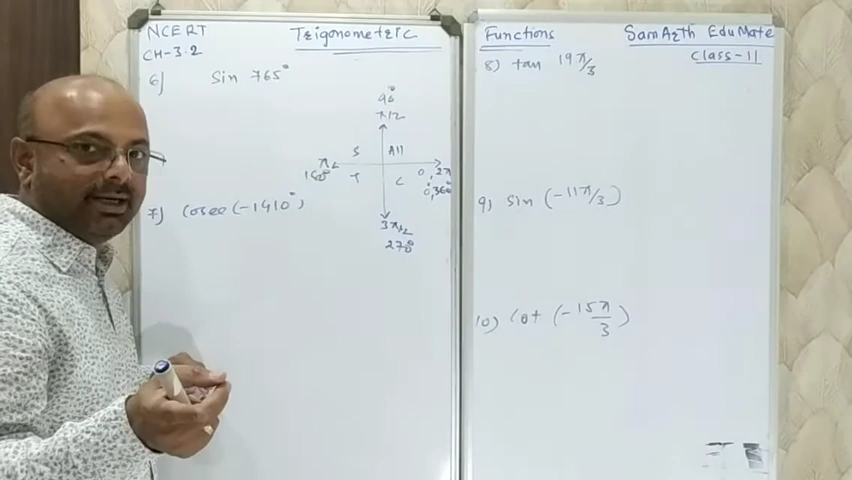 NCERT
CH-3.2
Trigonometric
Functions
SamArth EduMate
Class-11
6) Sin 765°
90°
π/2
S All
π 0, 2π
180° 0°, 360°
T C
3π/2
270°
7) Cosec (-1410°)
8) tan 19π/3
9) Sin (-11π/3)
10) Cot (-15π/3)